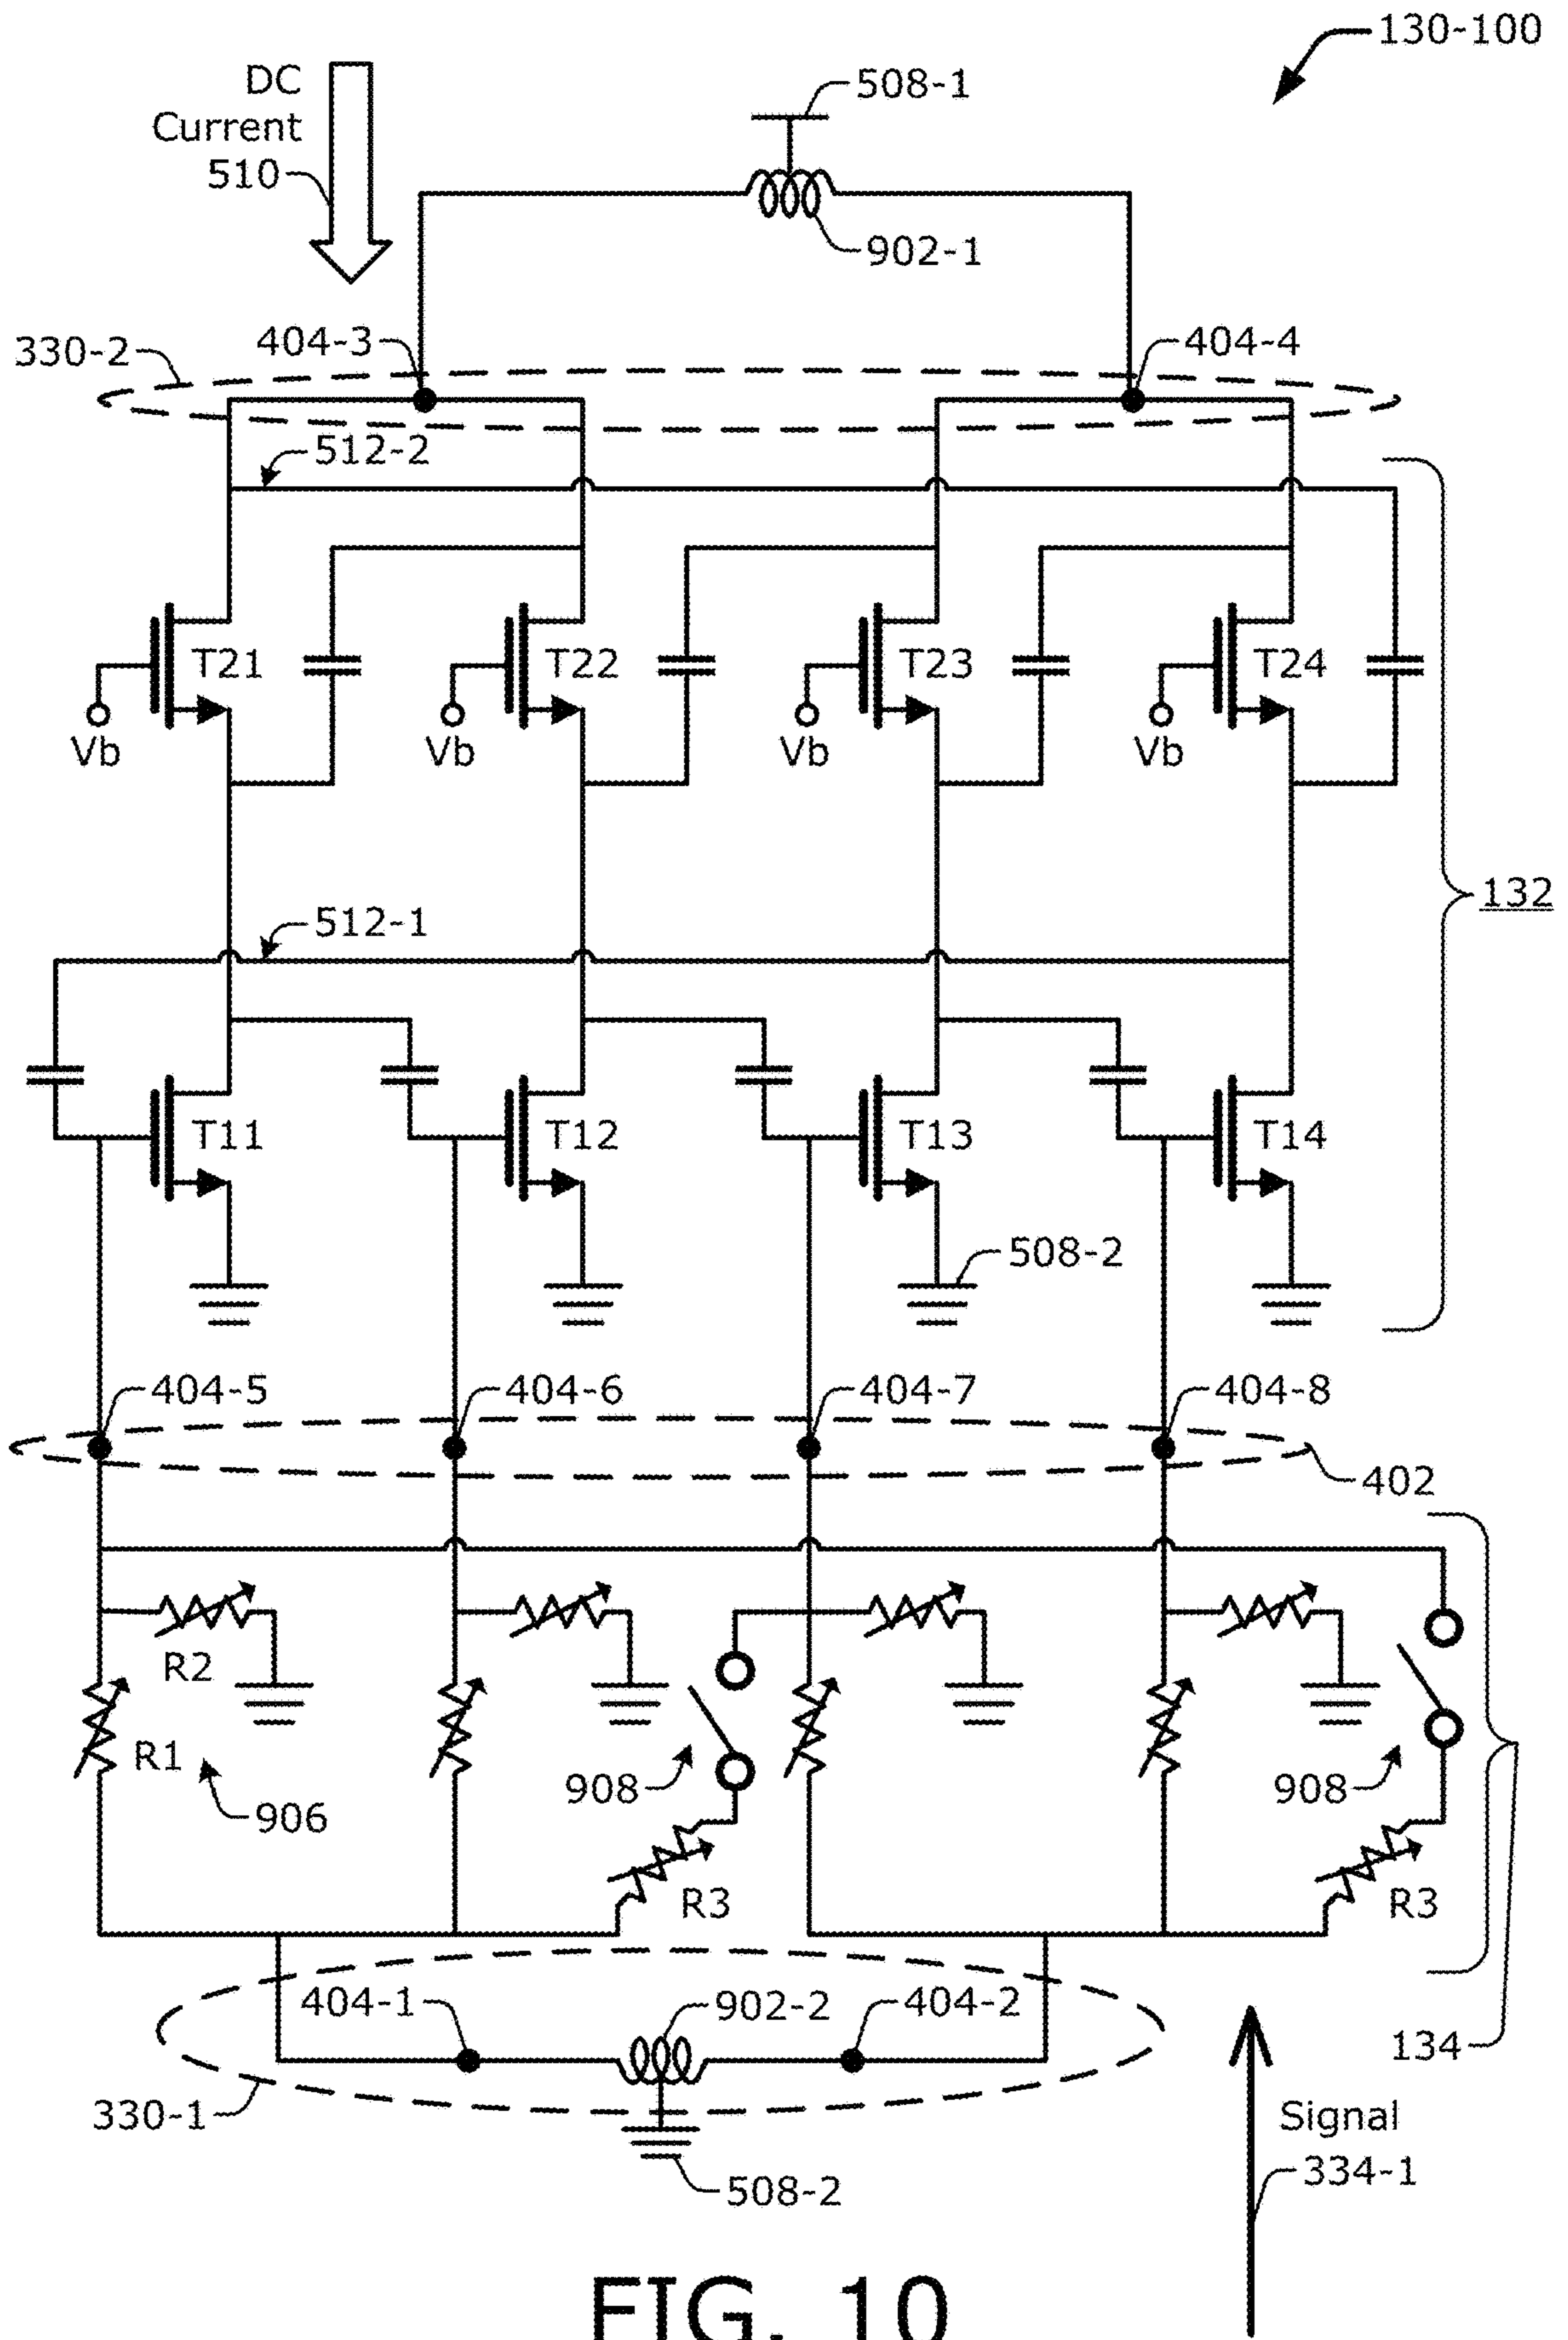 130-100
DC
Current
510
508-1
902-1
330-2
404-3
404-4
512-2
T21
T22
T23
T24
Vb
Vb
Vb
Vb
132
512-1
T11
T12
T13
T14
508-2
404-5
404-6
404-7
404-8
402
R2
R1
906
908
908
R3
R3
404-1
902-2
404-2
134
330-1
508-2
Signal
334-1
FIG. 10